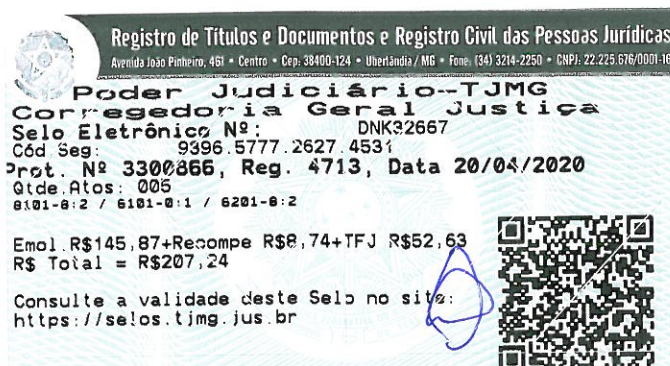 Registro de Títulos e Documentos e Registro Civil das Pessoas Jurídicas
Avenida João Pinheiro, 461 • Centro • Cep: 38400-124 • Uberlândia / MG • Fone: (34) 3214-2250 • CNPJ: 22.225.676/0001-16
Poder Judiciário--TJMG
Corregedoria Geral Justiça
Selo Eletrônico Nº: DNK32667
Cód Seg: 9396.5777.2627.4531
Prot. Nº 3300866, Reg. 4713, Data 20/04/2020
Qtde.Atos: 005
8101-8:2 / 6101-0:1 / 6201-8:2
Emol.R$145,87+Recompe R$8,74+TFJ R$52,63
R$ Total = R$207,24
Consulte a validade deste Selo no site:
https://selos.tjmg.jus.br